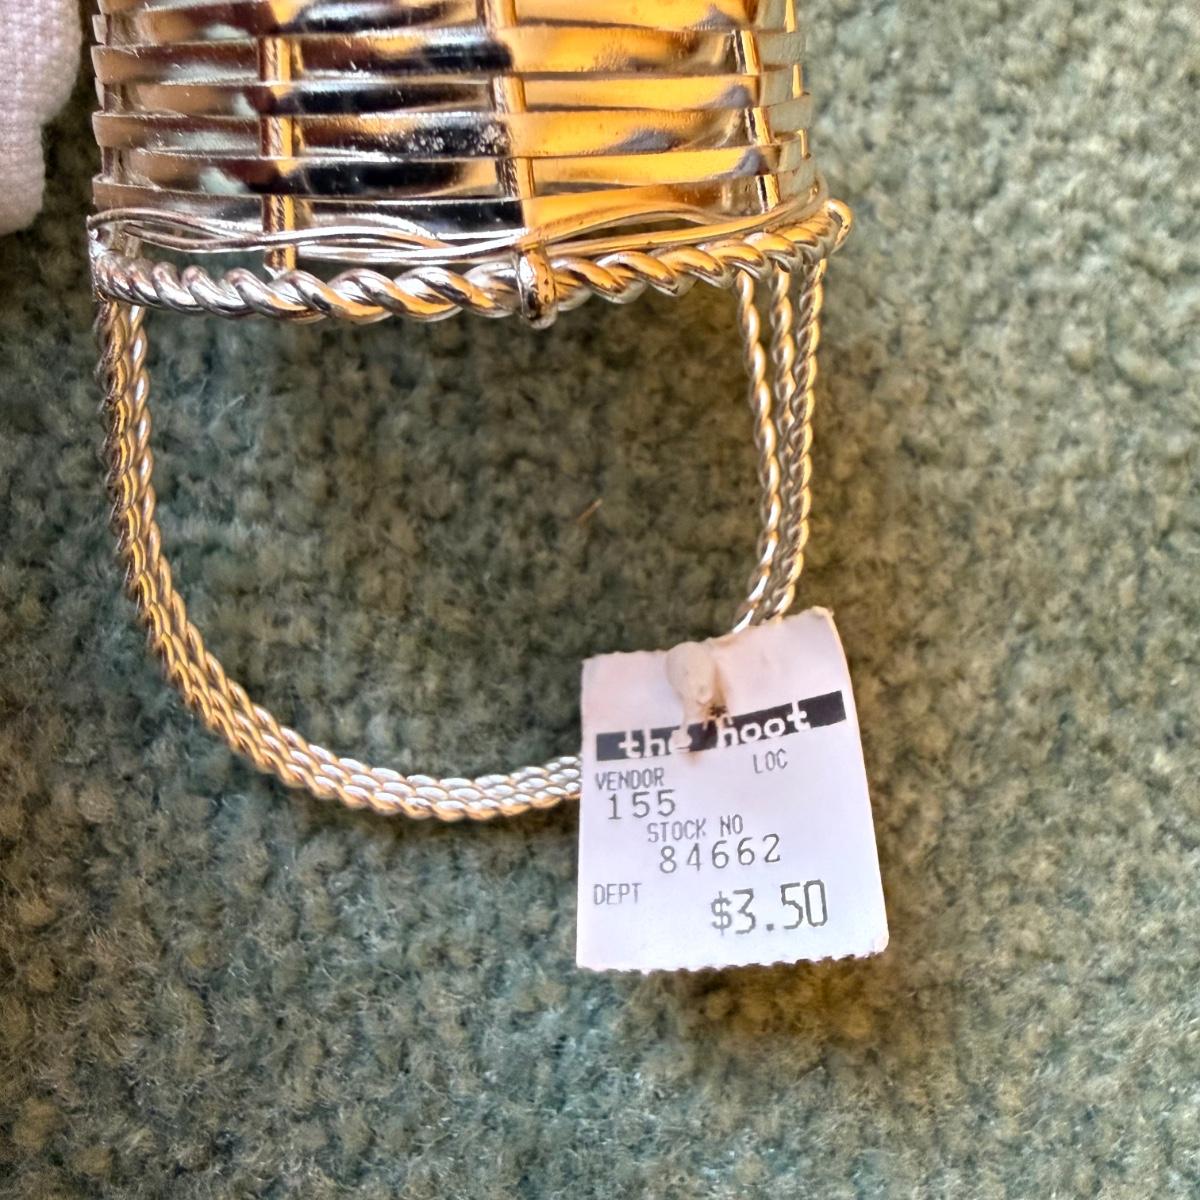 the hoot
LOC
VENDOR
155
STOCK NO
84662
DEPT
$3.50